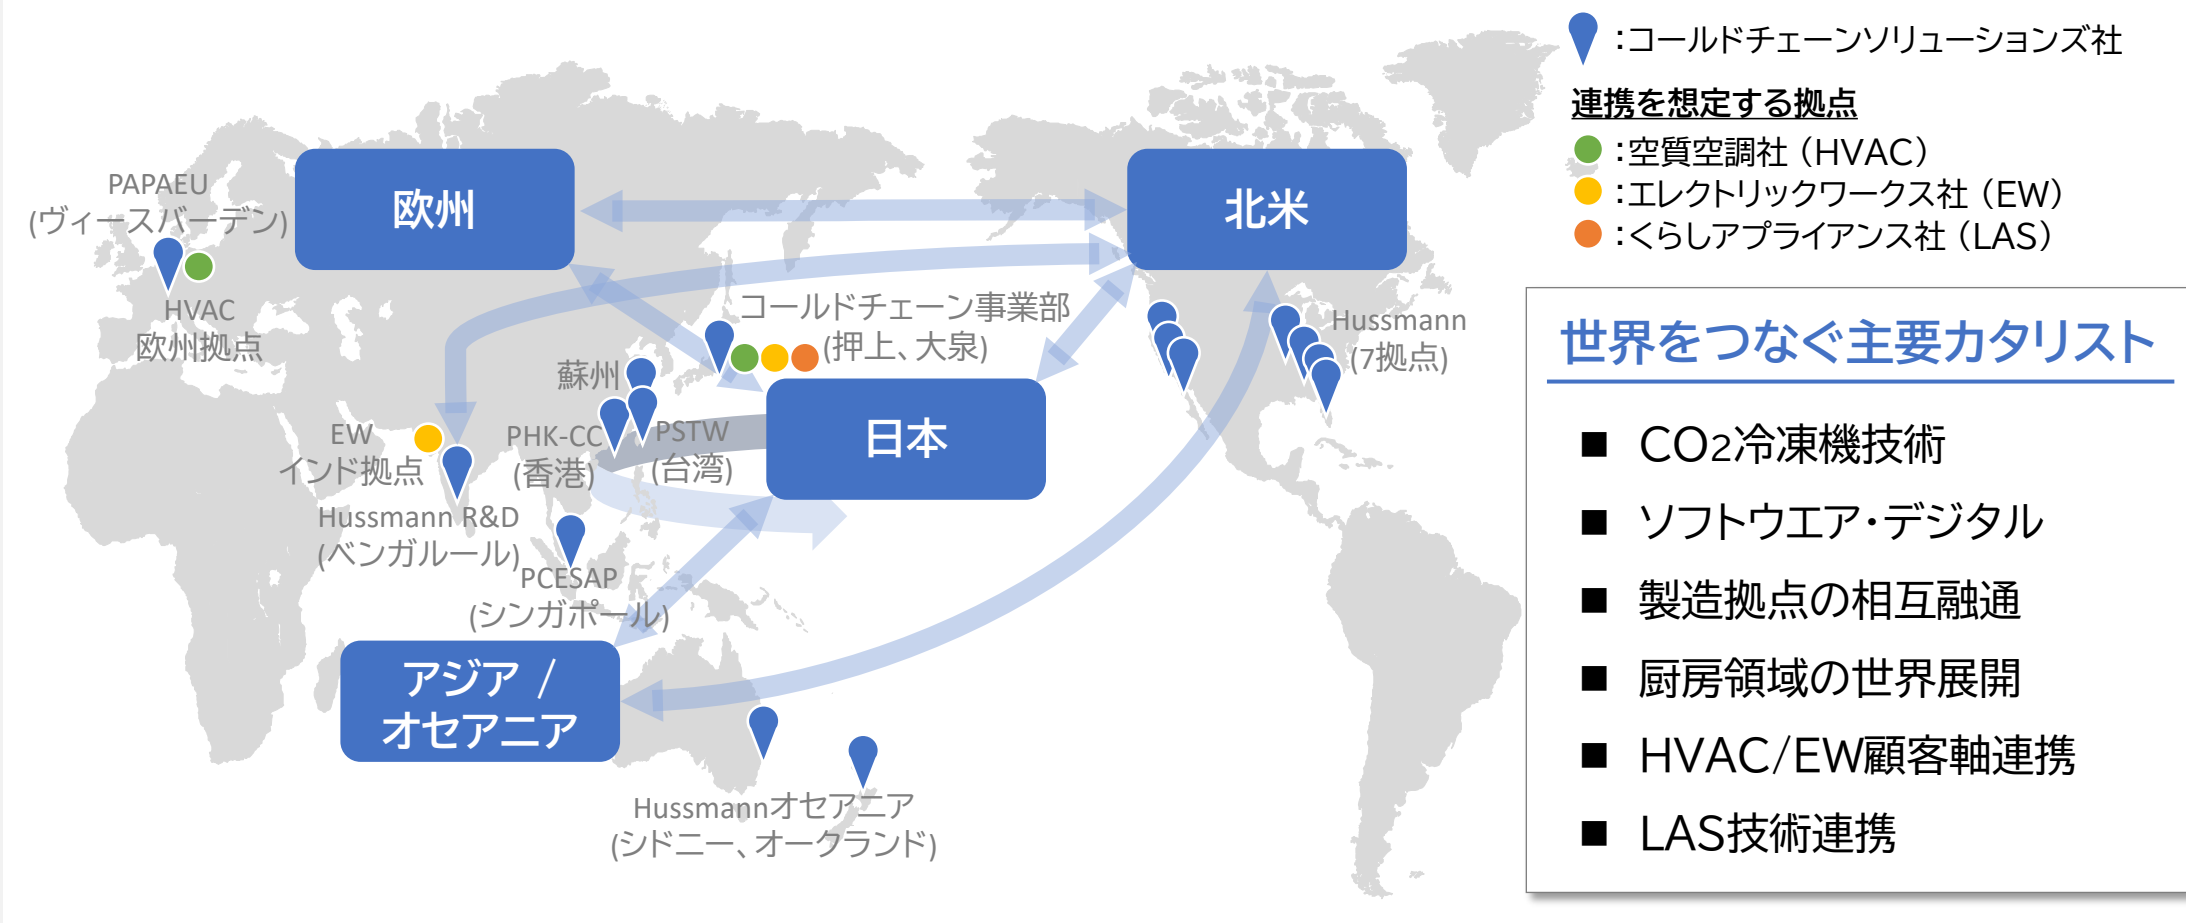 :コールドチェーンソリューションズ社
連携を想定する拠点
:空質空調社(HVAC)
:エレクトリックワークス社(EW)
:くらしアプライアンス社(LAS)
欧州
北米
PAPAEU
(ヴィースバーデン)
HVAC
欧州拠点
コールドチェーン事業部
(押上、大泉)
Hussmann
(7拠点)
蘇州
日本
EW
インド拠点
PHK-CC
(香港)
PSTW
(台湾)
Hussmann R&D
(ベンガルール)
PCESAP
(シンガポール)
アジア /
オセアニア
Hussmannオセアニア
(シドニー、オークランド)
世界をつなぐ主要カタリスト
■ CO2冷凍機技術
■ ソフトウエア・デジタル
■ 製造拠点の相互融通
■ 厨房領域の世界展開
■ HVAC/EW顧客軸連携
■ LAS技術連携